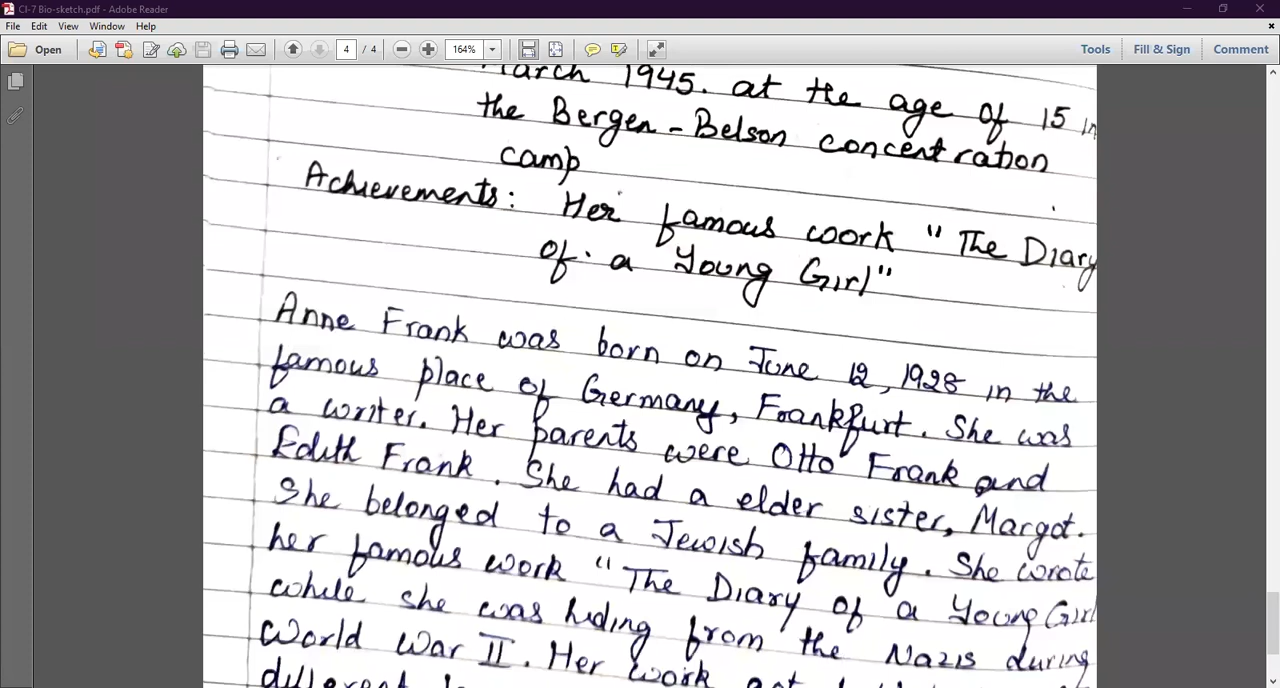 Cl-7 Bio-sketch.pdf - Adobe Reader
File Edit View Window Help
Open 4 / 4 164% Tools Fill & Sign Comment
March 1945. at the age of 15 in
the Bergen-Belson concentration
camp
Achievements: Her famous work "The Diary
of a Young Girl"
Anne Frank was born on June 12, 1928 in the
famous place of Germany, Frankfurt. She was
a writer. Her parents were Otto Frank and
Edith Frank. She had a elder sister, Margot.
She belonged to a Jewish family. She wrote
her famous work "The Diary of a Young Girl
while she was hiding from the Nazis during
World War II. Her work got
different